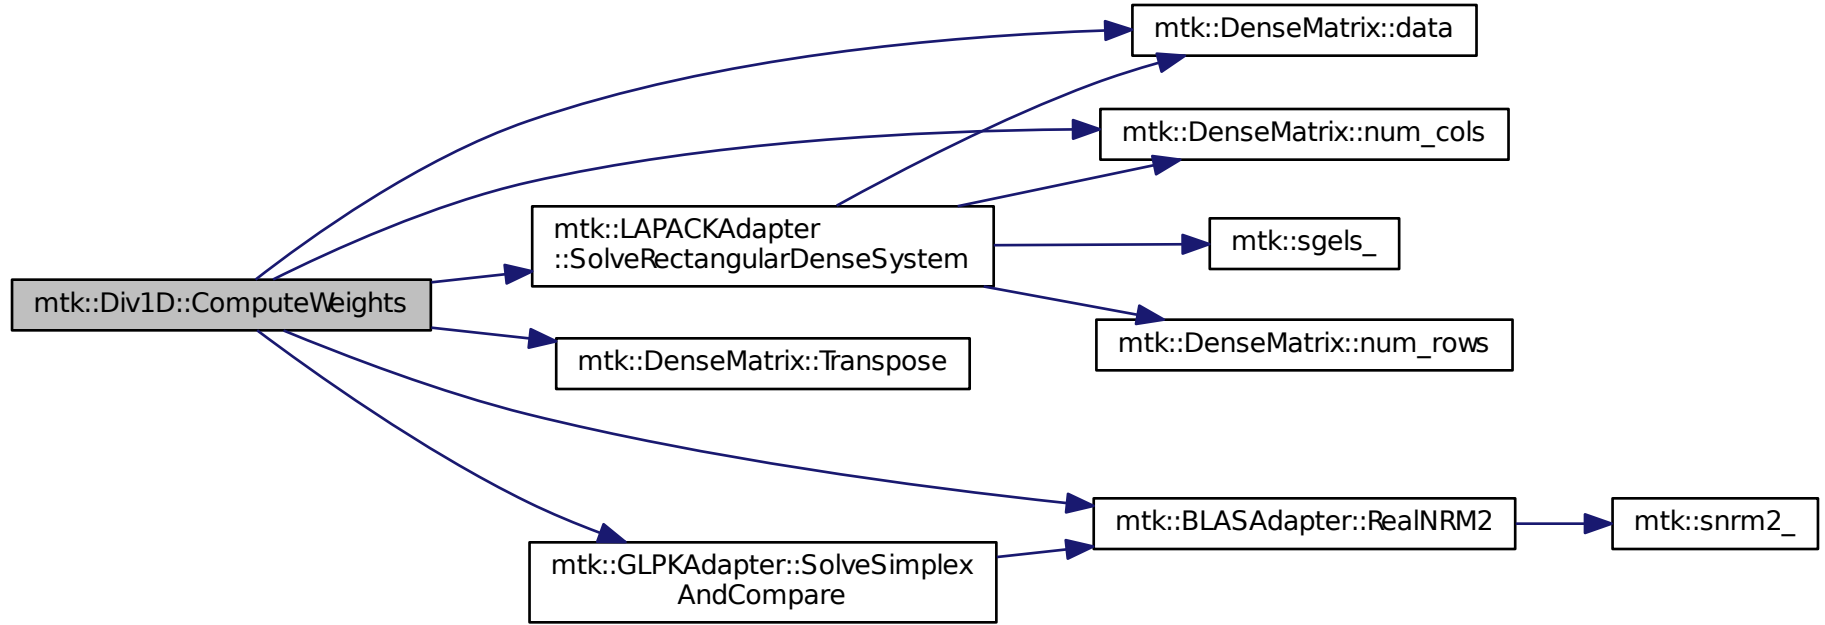 mtk::DenseMatrix::data
mtk::DenseMatrix::num_cols
mtk::LAPACKAdapter
::SolveRectangularDenseSystem
mtk::sgels_
mtk::Div1D::ComputeWeights
mtk::DenseMatrix::num_rows
mtk::DenseMatrix::Transpose
mtk::BLASAdapter::RealNRM2
mtk::snrm2_
mtk::GLPKAdapter::SolveSimplex
AndCompare